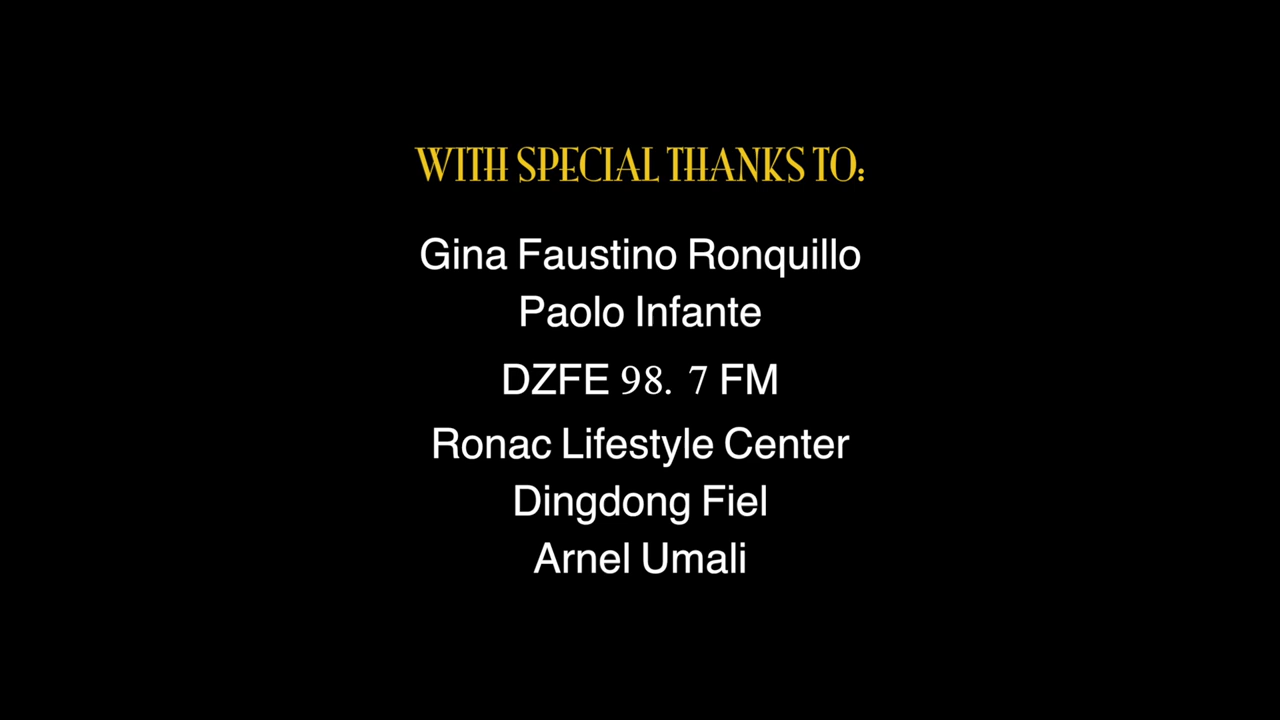 WITH SPECIAL THANKS TO:
Gina Faustino Ronquillo
Paolo Infante
DZFE 98. 7 FM
Ronac Lifestyle Center
Dingdong Fiel
Arnel Umali